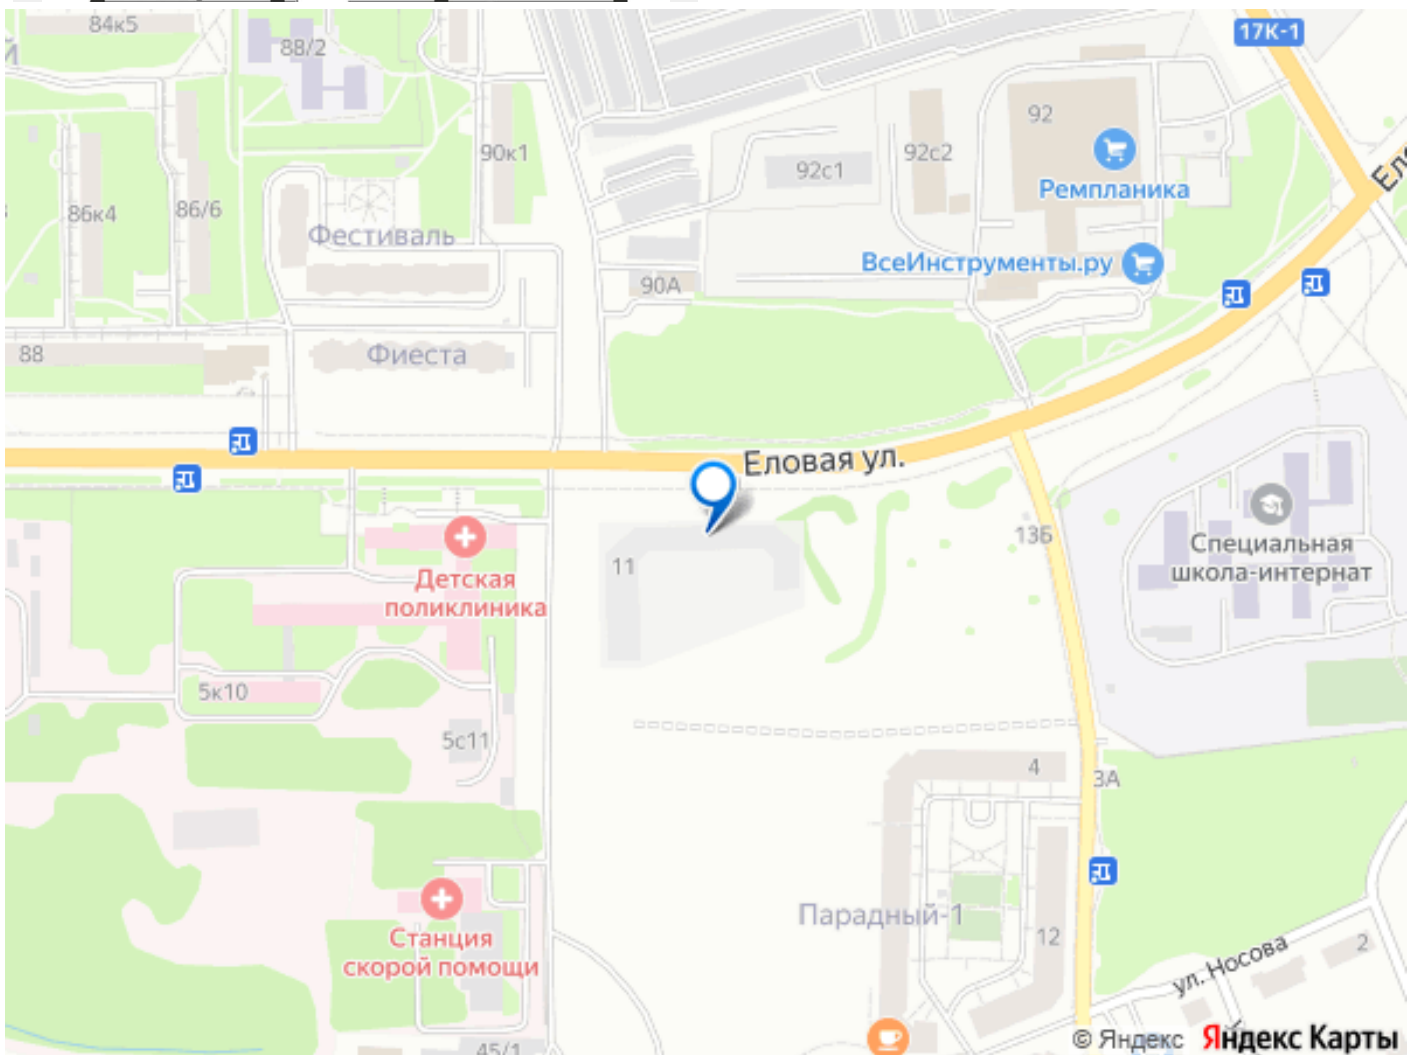 84к5
й
88/2
17К-1
92
90к1
92с1
92с2
Ремпланика
Ело
86к4
86/6
Фестиваль
ВсеИнструменты.ру
90А
88
Фиеста
Еловая ул.
11
13б
Детская
поликлиника
Специальная
школа-интернат
5к10
5с11
4
3А
Парадный-1
12
Станция
скорой помощи
ул. Носова
2
45/1
© Яндекс Яндекс Карты